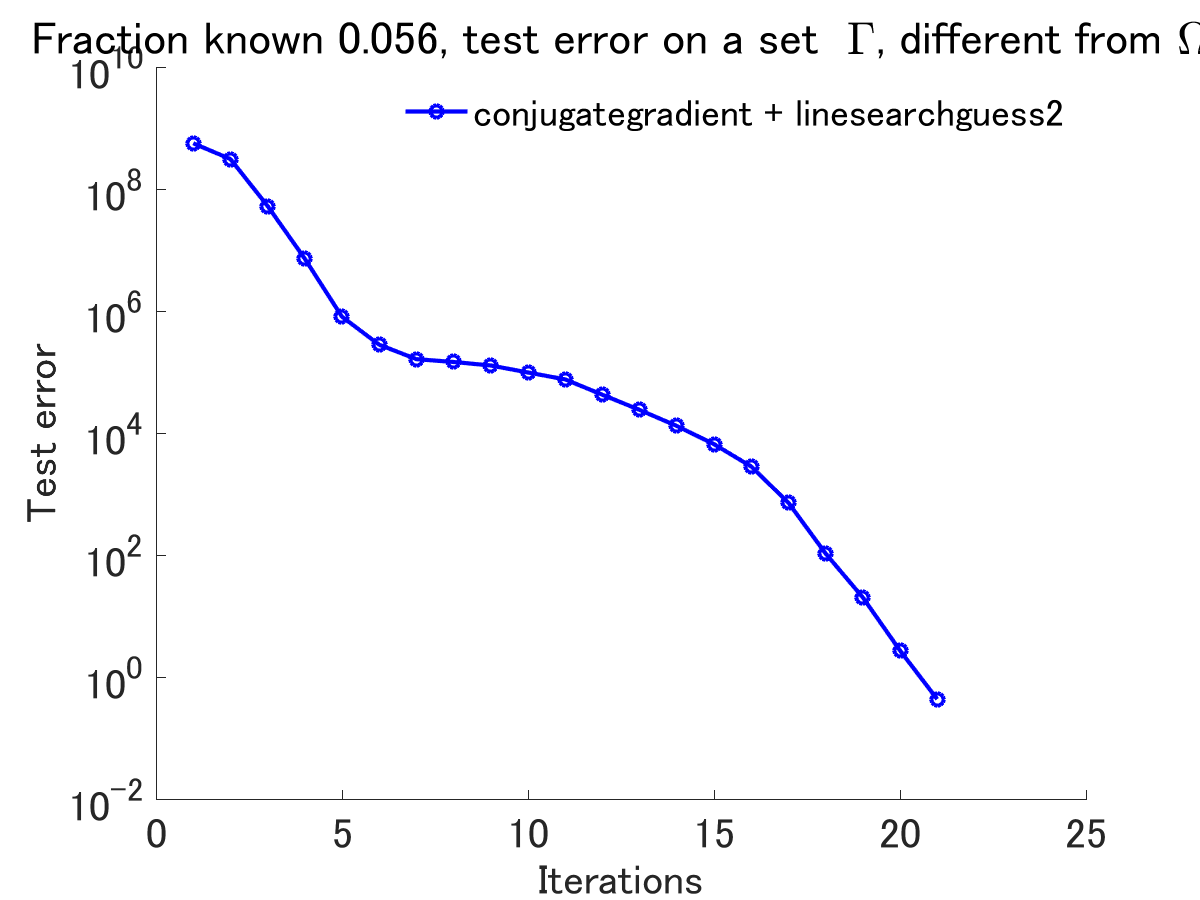 Fraction known 0.056, test error on a set Γ, different from Ω
10^10
conjugategradient + linesearchguess2
10^8
10^6
10^4
10^2
10^0
10^-2
Test error
0 5 10 15 20 25
Iterations